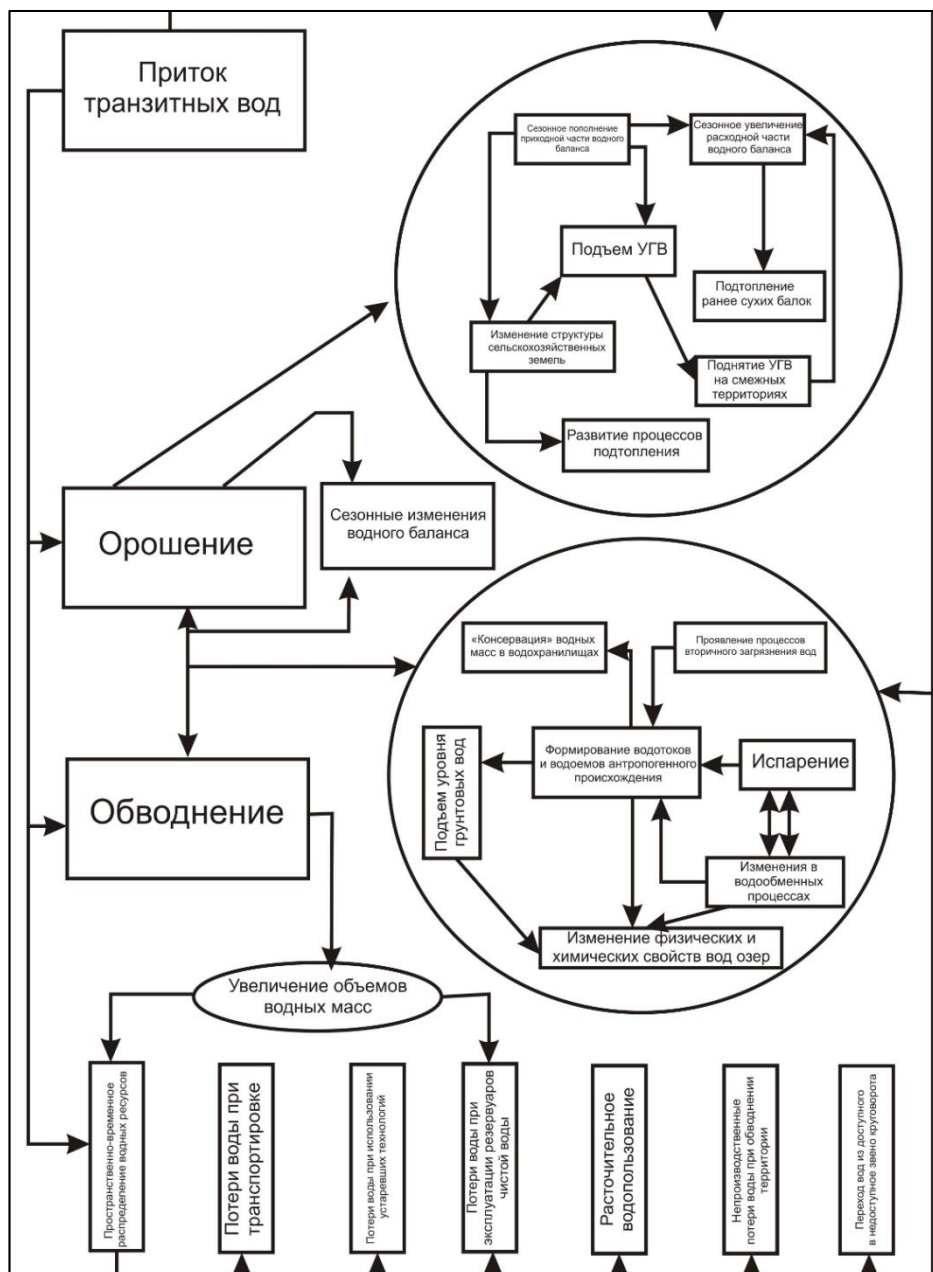 Приток
транзитных вод
Сезонное пополнение
приходной части водного
баланса
Сезонное увеличение
расходной части
водного баланса
Подъем УГВ
Подтопление
ранее сухих балок
Изменение структуры
сельскохозяйственных
земель
Поднятие УГВ
на смежных
территориях
Развитие процессов
подтопления
Орошение
Сезонные изменения
водного баланса
«Консервация» водных
масс в водохранилищах
Проявление процессов
вторичного загрязнения вод
Подъем уровня
грунтовых вод
Формирование водотоков
и водоемов антропогенного
происхождения
Испарение
Обводнение
Изменения в
водообменных
процессах
Изменение физических и
химических свойств вод озер
Увеличение объемов
водных масс
Пространственно-временное
распределение водных ресурсов
Потери воды при
транспортировке
Потери воды при использовании
устаревших технологий
Потери воды при
эксплуатации резервуаров
чистой воды
Расточительное
водопользование
Непроизводственные
потери воды при обводнении
территории
Переход вод из доступного
в недоступное звено круговорота